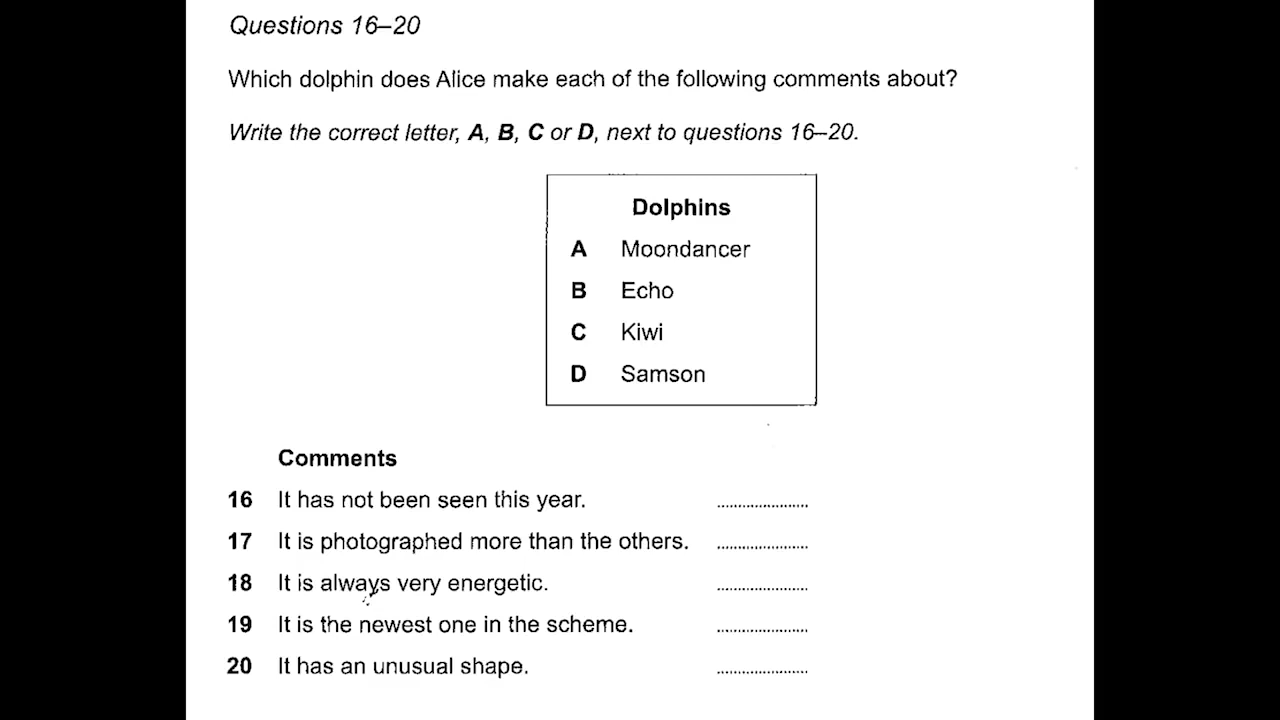 Questions 16–20
Which dolphin does Alice make each of the following comments about?
Write the correct letter, A, B, C or D, next to questions 16–20.
Dolphins
A Moondancer
B Echo
C Kiwi
D Samson
Comments
16 It has not been seen this year. ......................
17 It is photographed more than the others. ......................
18 It is always very energetic. ......................
19 It is the newest one in the scheme. ......................
20 It has an unusual shape. ......................